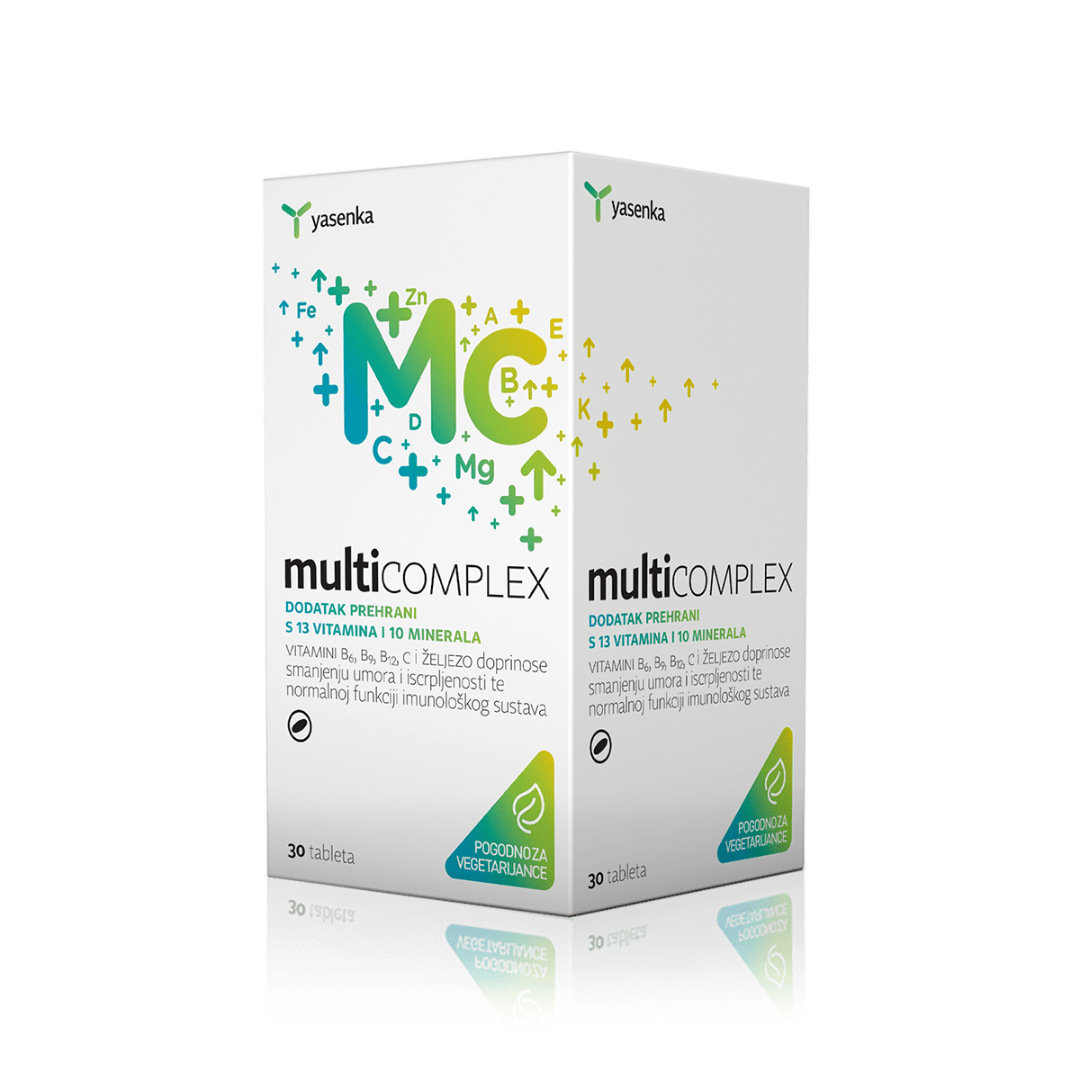 yasenka
Fe
Zn
A
E
MC
B
D
C
Mg
multiCOMPLEX
DODATAK PREHRANI
S 13 VITAMINA I 10 MINERALA
VITAMINI B₆, B₉, B₁₂, C i ŽELJEZO doprinose
smanjenju umora i iscrpljenosti te
normalnoj funkciji imunološkog sustava
POGODNO ZA
VEGETARIJANCE
30 tableta
yasenka
K
multiCOMPLEX
DODATAK PREHRANI
S 13 VITAMINA I 10 MINERALA
VITAMINI B₆, B₉, B₁₂, C i ŽELJEZO doprinose
smanjenju umora i iscrpljenosti te
normalnoj funkciji imunološkog sustava
POGODNO ZA
VEGETARIJANCE
30 tableta